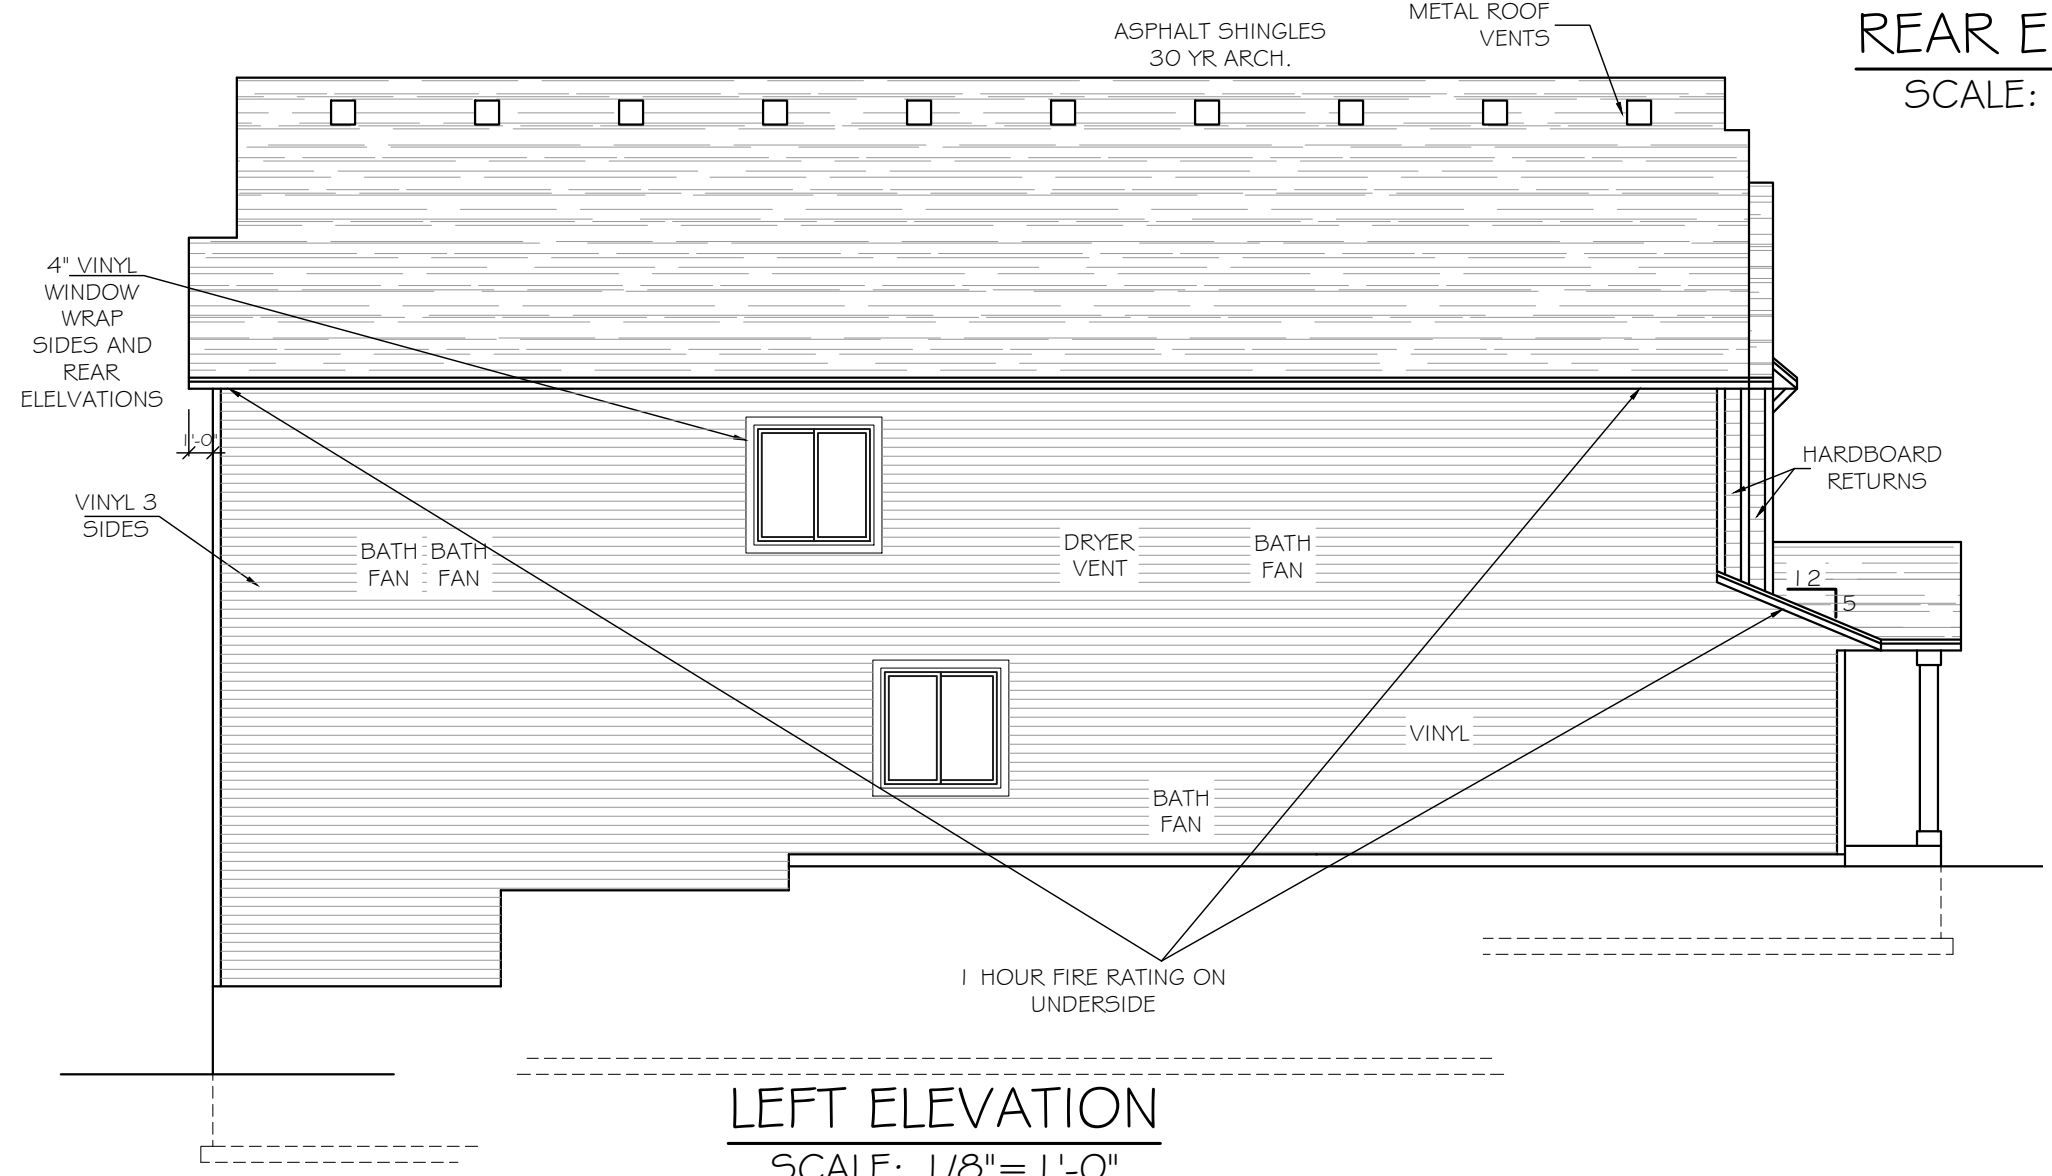 METAL ROOF
VENTS
ASPHALT SHINGLES
30 YR ARCH.
REAR E
SCALE:
4" VINYL
WINDOW
WRAP
SIDES AND
REAR
ELELVATIONS
1'-0"
VINYL 3
SIDES
HARDBOARD
RETURNS
BATH
FAN
BATH
FAN
DRYER
VENT
BATH
FAN
12
5
VINYL
BATH
FAN
1 HOUR FIRE RATING ON
UNDERSIDE
LEFT ELEVATION
SCALE: 1/8"= 1'-0"